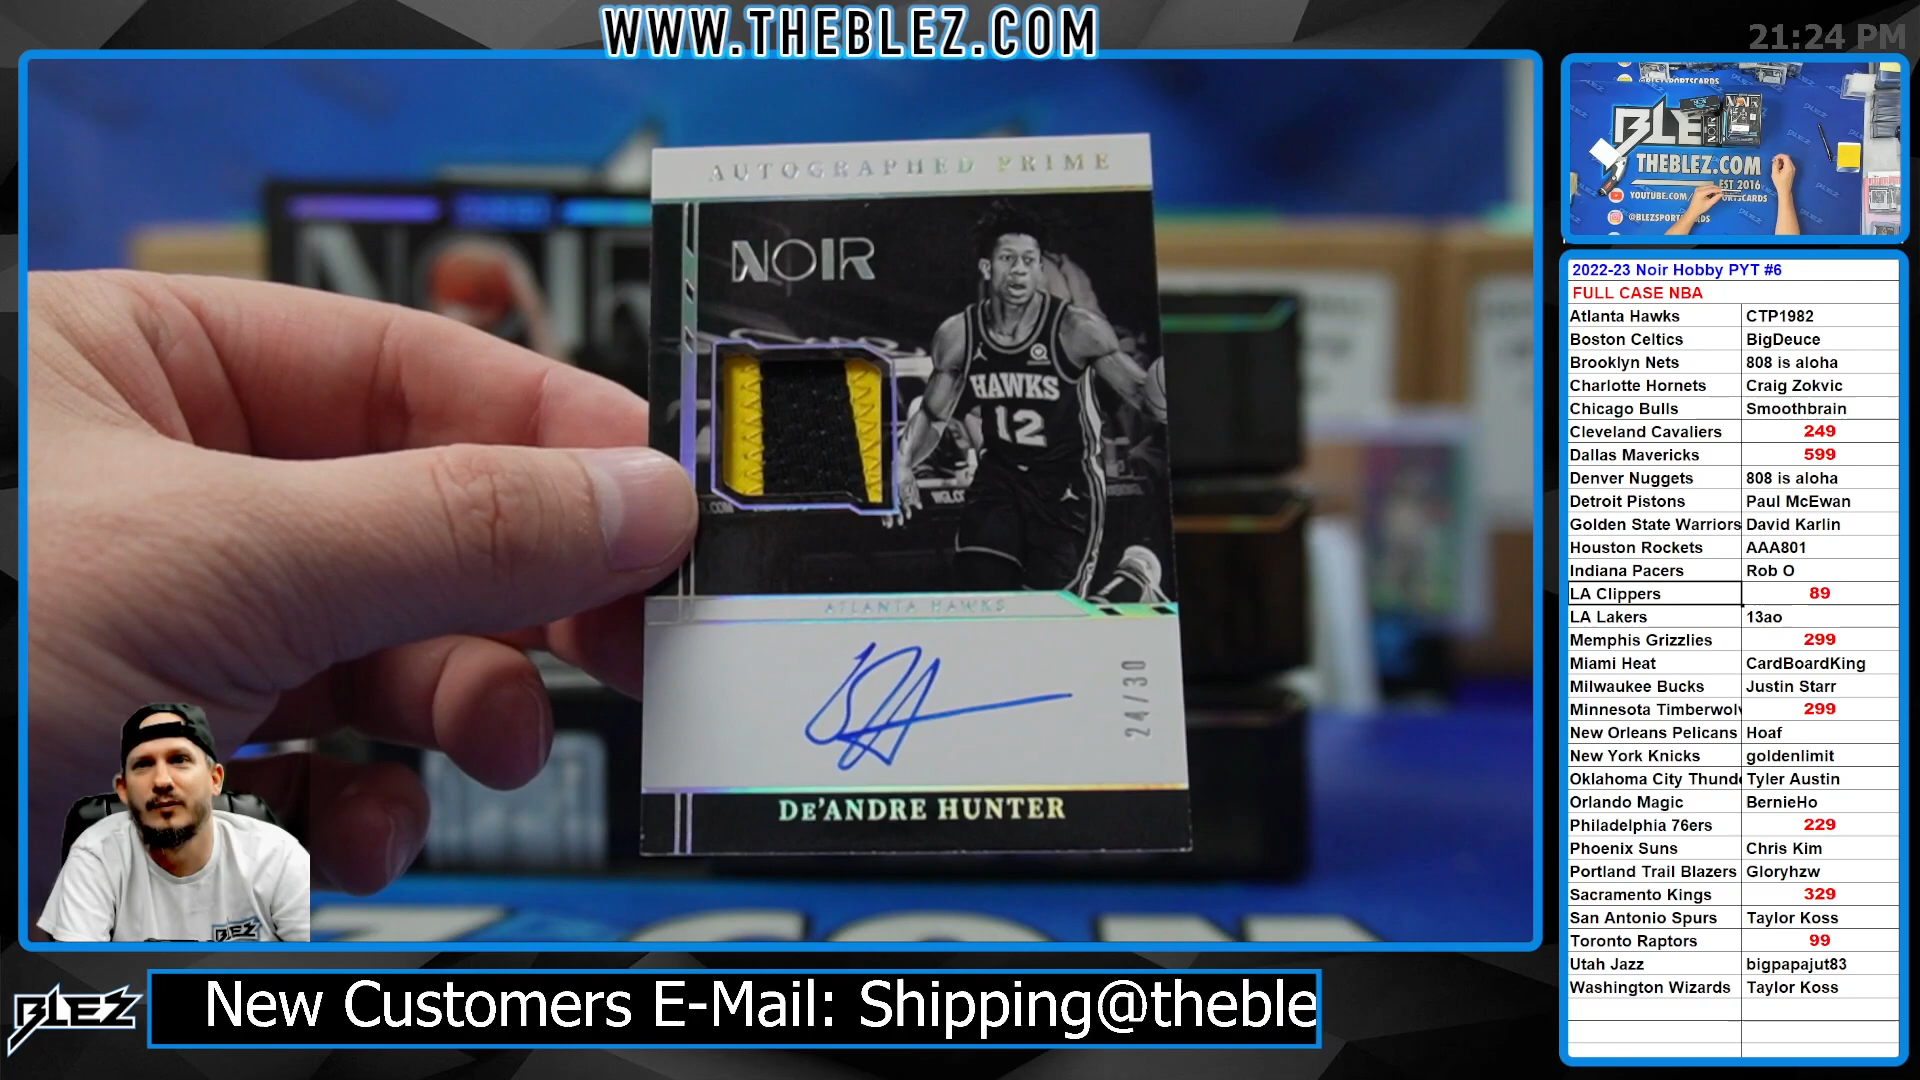 WWW.THEBLEZ.COM
21:24 PM
AUTOGRAPHED PRIME
NOIR
HAWKS
12
ATLANTA HAWKS
24/30
DE'ANDRE HUNTER
BLEZ
THEBLEZ.COM
EST 2016
YOUTUBE.COM/
@BLEZSPORTSCARDS
2022-23 Noir Hobby PYT #6
FULL CASE NBA
Atlanta Hawks CTP1982
Boston Celtics BigDeuce
Brooklyn Nets 808 is aloha
Charlotte Hornets Craig Zokvic
Chicago Bulls Smoothbrain
Cleveland Cavaliers 249
Dallas Mavericks 599
Denver Nuggets 808 is aloha
Detroit Pistons Paul McEwan
Golden State Warriors David Karlin
Houston Rockets AAA801
Indiana Pacers Rob O
LA Clippers 89
LA Lakers 13ao
Memphis Grizzlies 299
Miami Heat CardBoardKing
Milwaukee Bucks Justin Starr
Minnesota Timberwolv 299
New Orleans Pelicans Hoaf
New York Knicks goldenlimit
Oklahoma City Thunde Tyler Austin
Orlando Magic BernieHo
Philadelphia 76ers 229
Phoenix Suns Chris Kim
Portland Trail Blazers Gloryhzw
Sacramento Kings 329
San Antonio Spurs Taylor Koss
Toronto Raptors 99
Utah Jazz bigpapajut83
Washington Wizards Taylor Koss
BLEZ
New Customers E-Mail: Shipping@theble